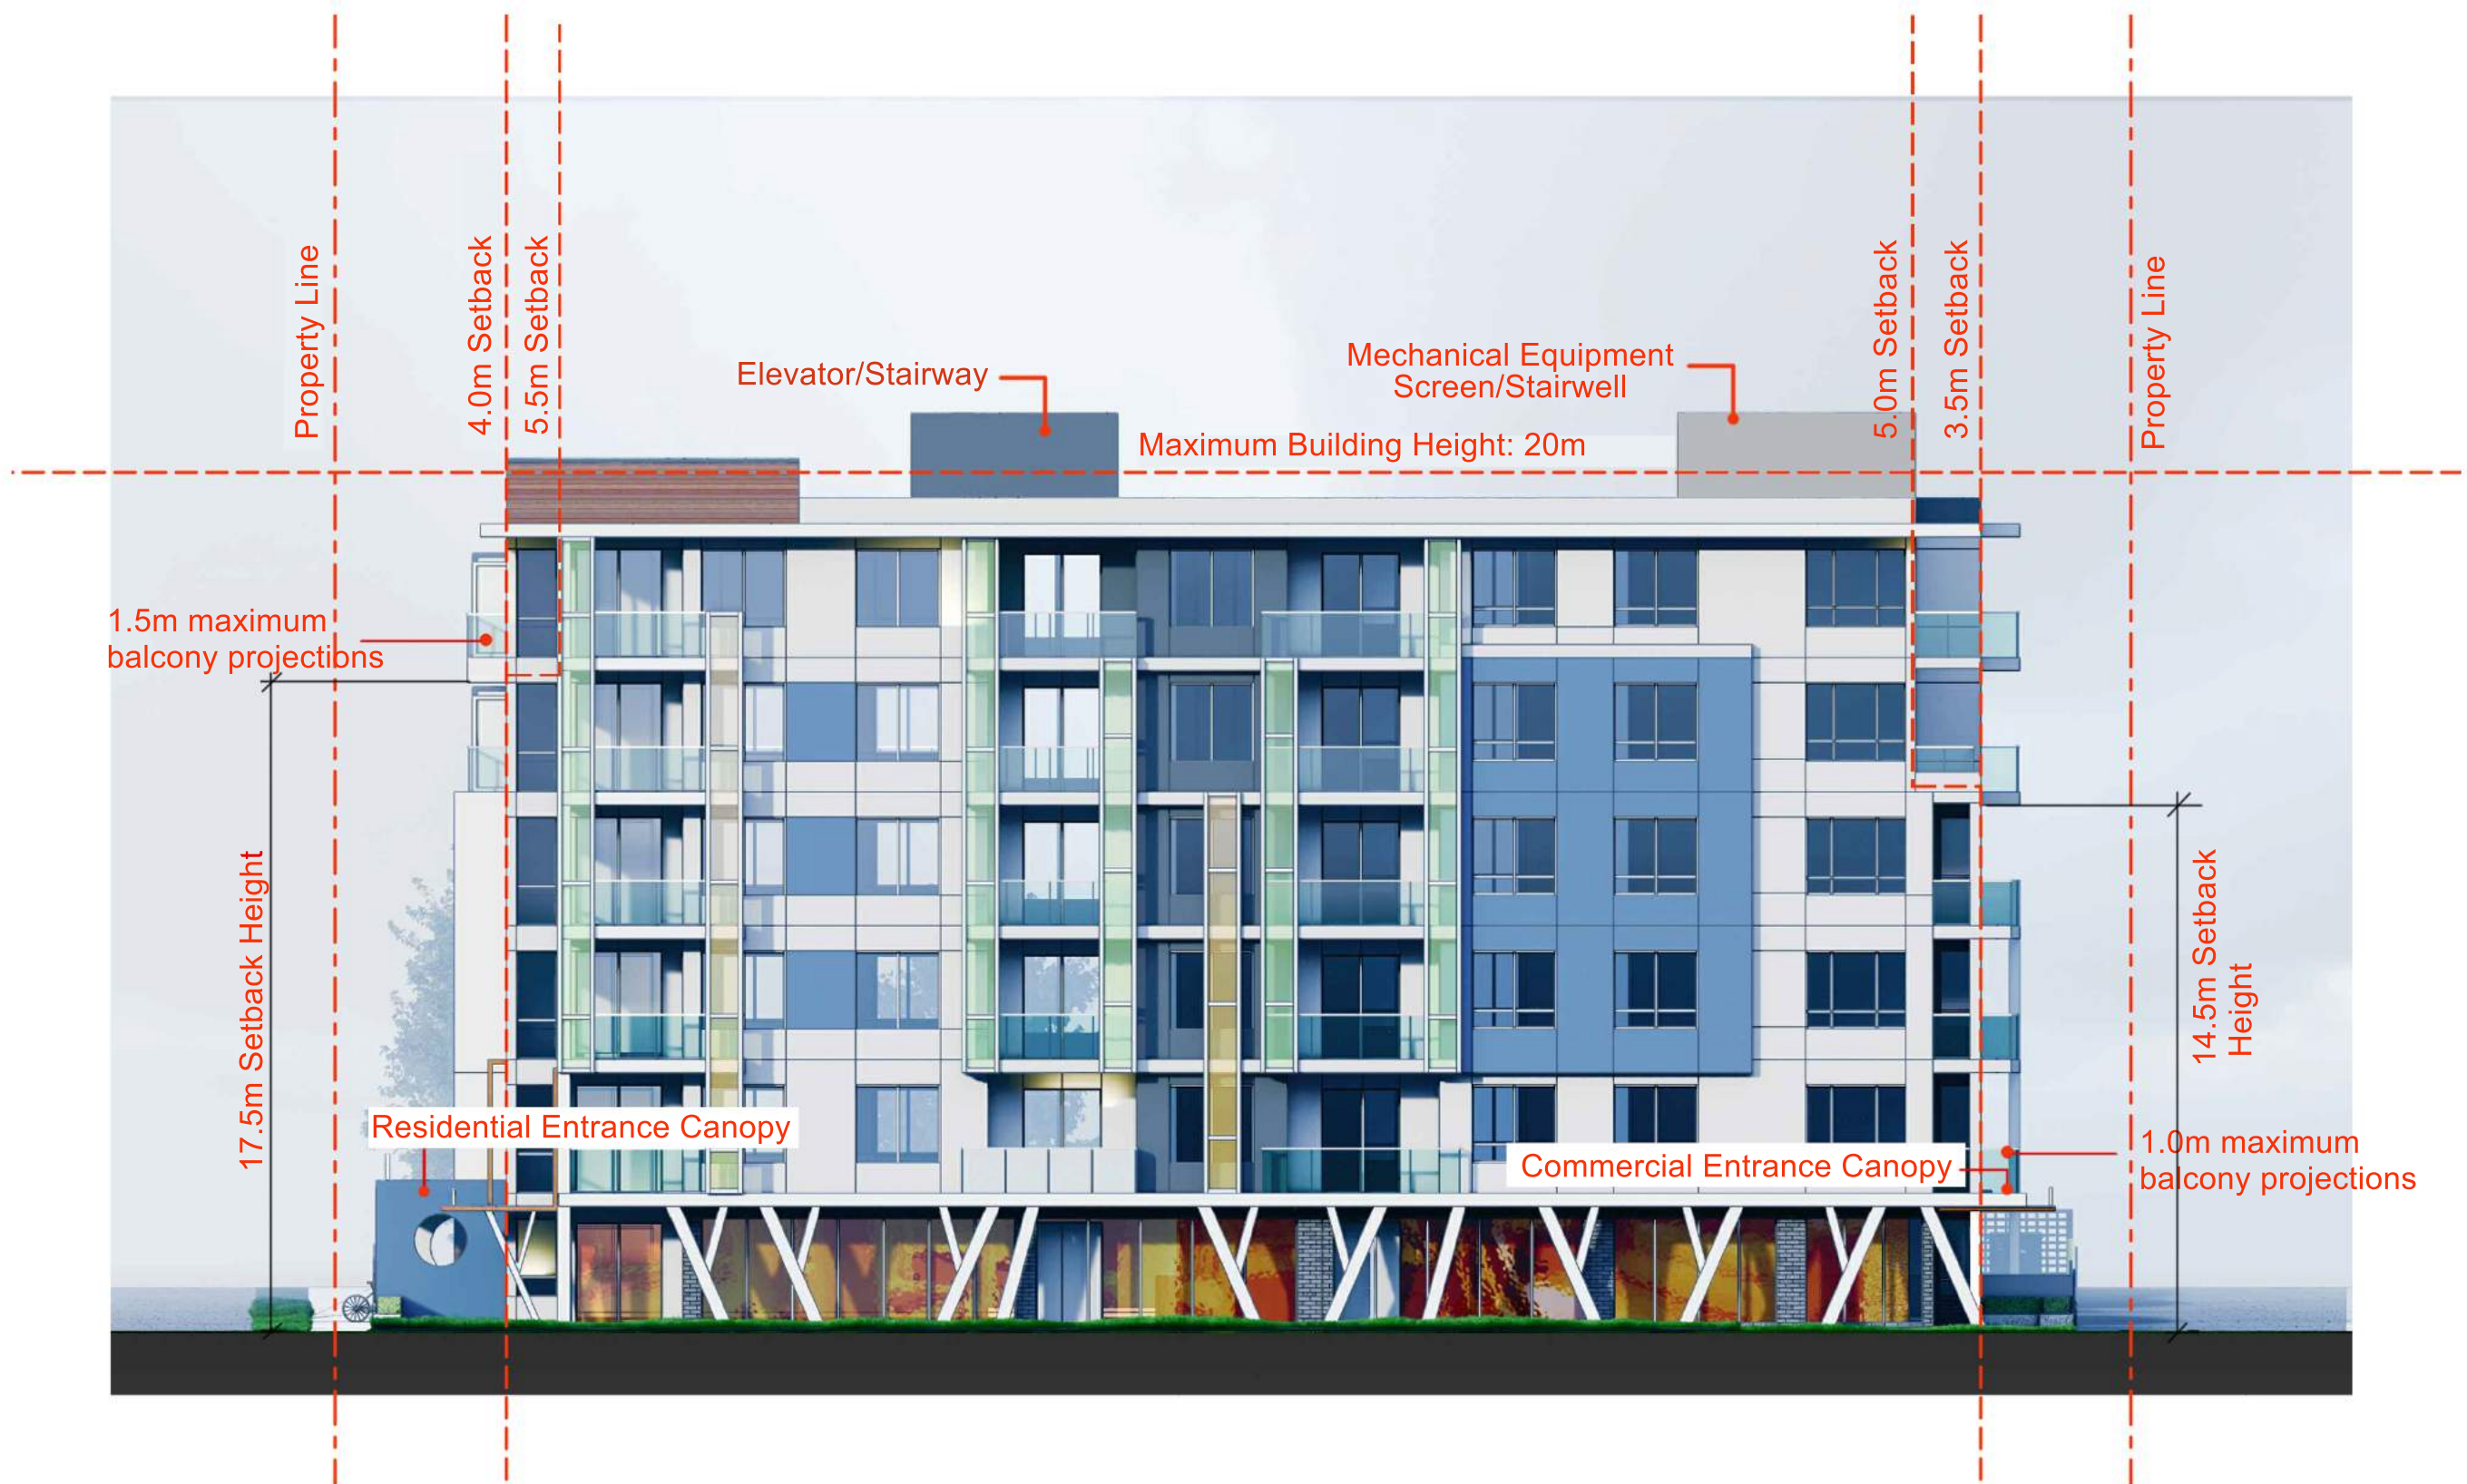 Property Line
4.0m Setback
5.5m Setback
5.0m Setback
3.5m Setback
Property Line
Elevator/Stairway
Mechanical Equipment
Screen/Stairwell
Maximum Building Height: 20m
1.5m maximum
balcony projections
17.5m Setback Height
14.5m Setback
Height
Residential Entrance Canopy
Commercial Entrance Canopy
1.0m maximum
balcony projections